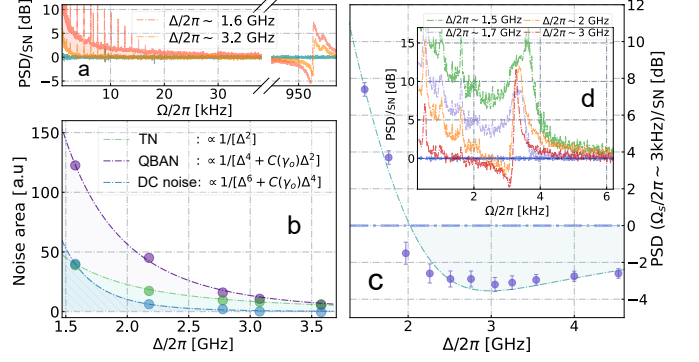 PSD/SN [dB]
10
5
0
−5
Δ/2π ~ 1.6 GHz
Δ/2π ~ 3.2 GHz
a
10 20 30 950
Ω/2π [kHz]
Noise area [a.u]
150
100
50
0
TN : ∝ 1/[Δ²]
QBAN : ∝ 1/[Δ⁴ + C(γₒ)Δ²]
DC noise: ∝ 1/[Δ⁶ + C(γₒ)Δ⁴]
b
1.5 2.0 2.5 3.0 3.5
Δ/2π [GHz]
Δ/2π ~ 1,5 GHz
Δ/2π ~ 1,7 GHz
Δ/2π ~ 2 GHz
Δ/2π ~ 3 GHz
d
PSD/SN [dB]
15
10
5
0
2 4 6
Ω/2π [kHz]
c
2 3 4
Δ/2π [GHz]
12
10
8
6
4
2
0
−2
−4
PSD (Ωₛ/2π ~ 3kHz)/SN [dB]